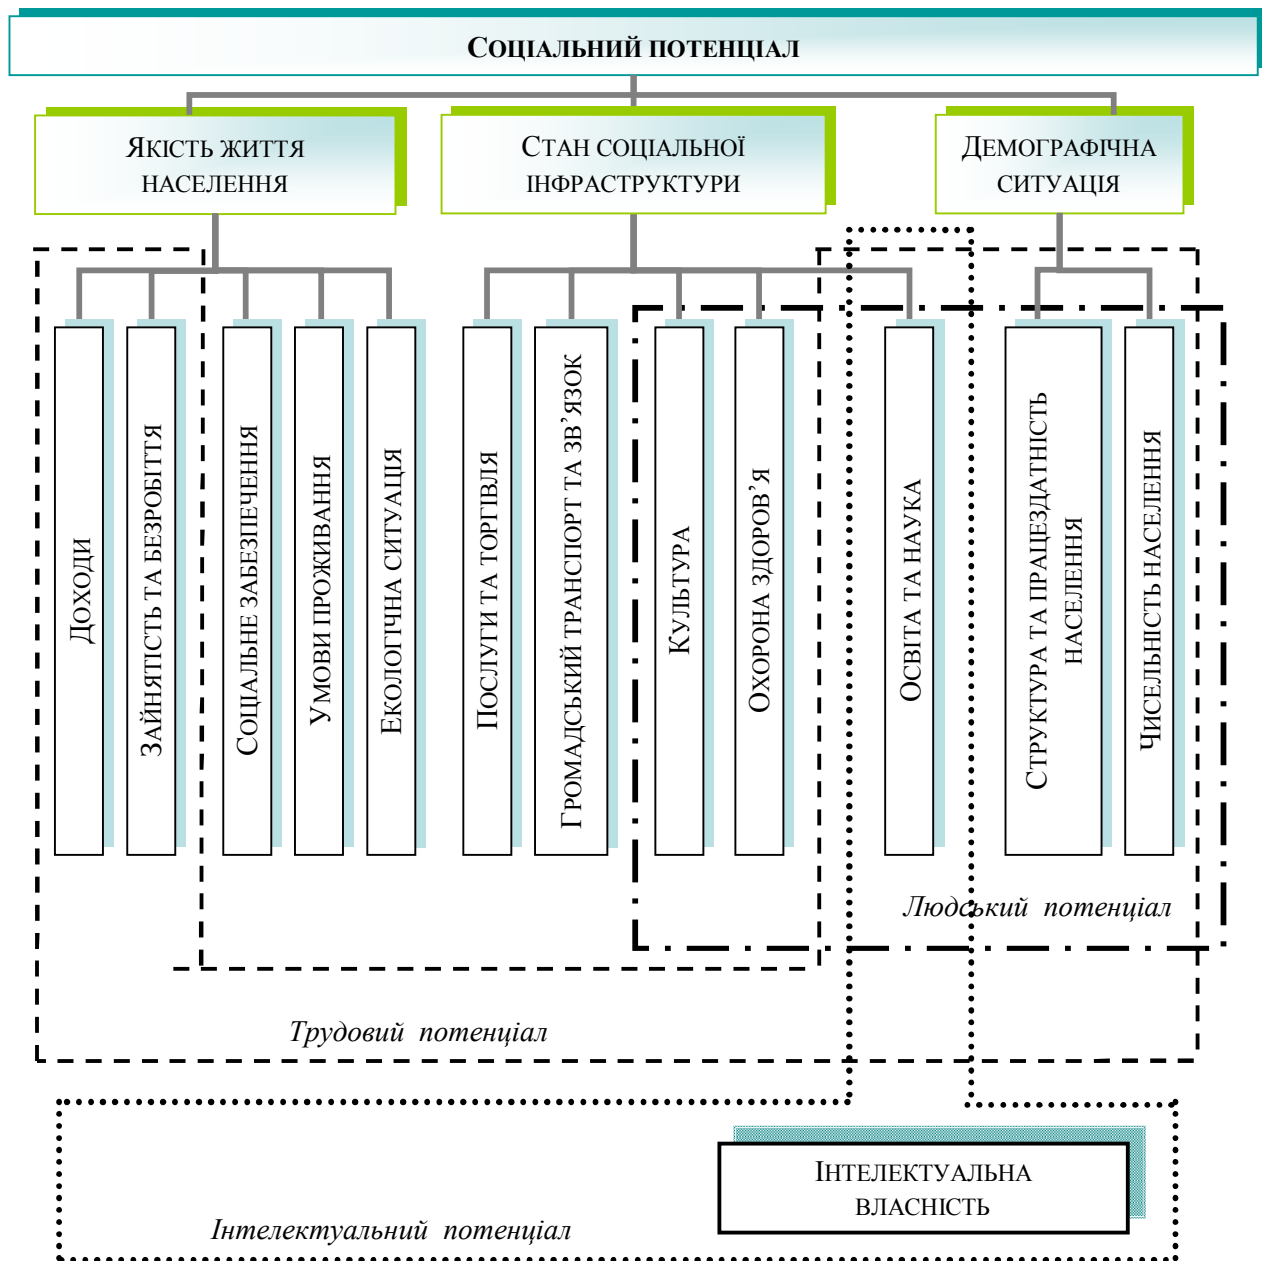 СОЦІАЛЬНИЙ ПОТЕНЦІАЛ
ЯКІСТЬ ЖИТТЯ
НАСЕЛЕННЯ
СТАН СОЦІАЛЬНОЇ
ІНФРАСТРУКТУРИ
ДЕМОГРАФІЧНА
СИТУАЦІЯ
ДОХОДИ
ЗАЙНЯТІСТЬ ТА БЕЗРОБІТТЯ
СОЦІАЛЬНЕ ЗАБЕЗПЕЧЕННЯ
УМОВИ ПРОЖИВАННЯ
ЕКОЛОГІЧНА СИТУАЦІЯ
ПОСЛУГИ ТА ТОРГІВЛЯ
ГРОМАДСЬКИЙ ТРАНСПОРТ ТА ЗВ’ЯЗОК
КУЛЬТУРА
ОХОРОНА ЗДОРОВ’Я
ОСВІТА ТА НАУКА
СТРУКТУРА ТА ПРАЦЕЗДАТНІСТЬ
НАСЕЛЕННЯ
ЧИСЕЛЬНІСТЬ НАСЕЛЕННЯ
Людський потенціал
Трудовий потенціал
ІНТЕЛЕКТУАЛЬНА
ВЛАСНІСТЬ
Інтелектуальний потенціал